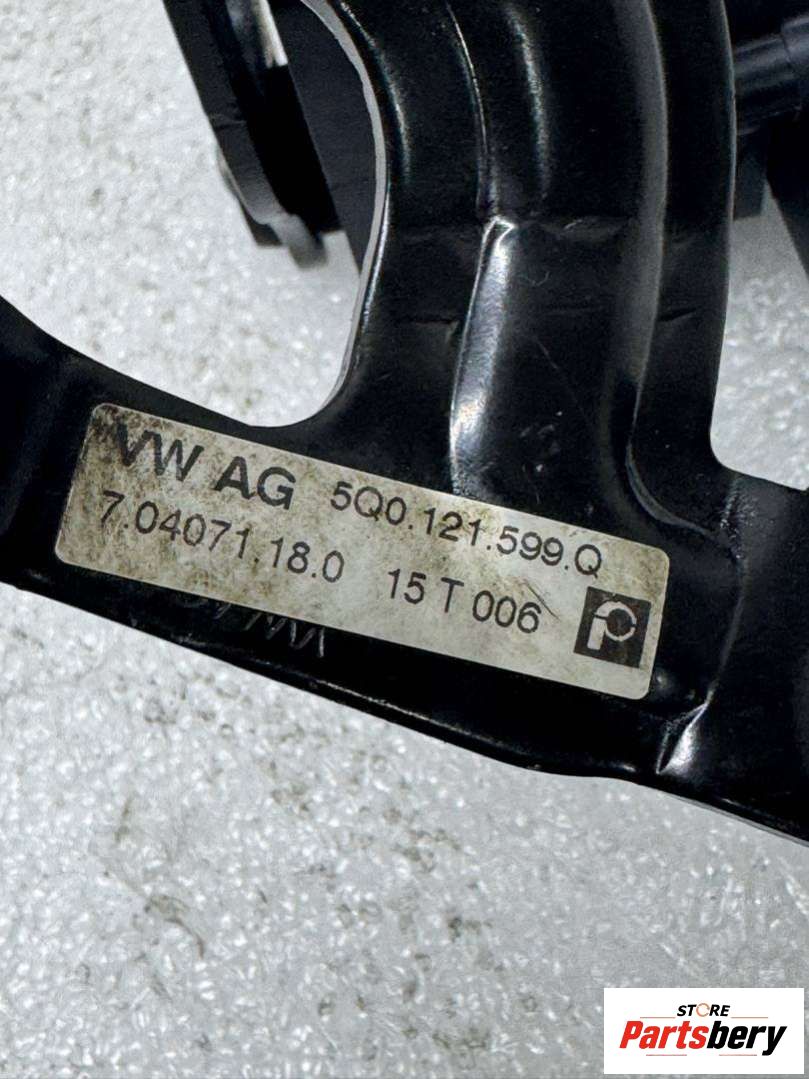 VW AG 5Q0.121.599.Q
7.04071.18.0 15 T 006
STORE
Partsbery